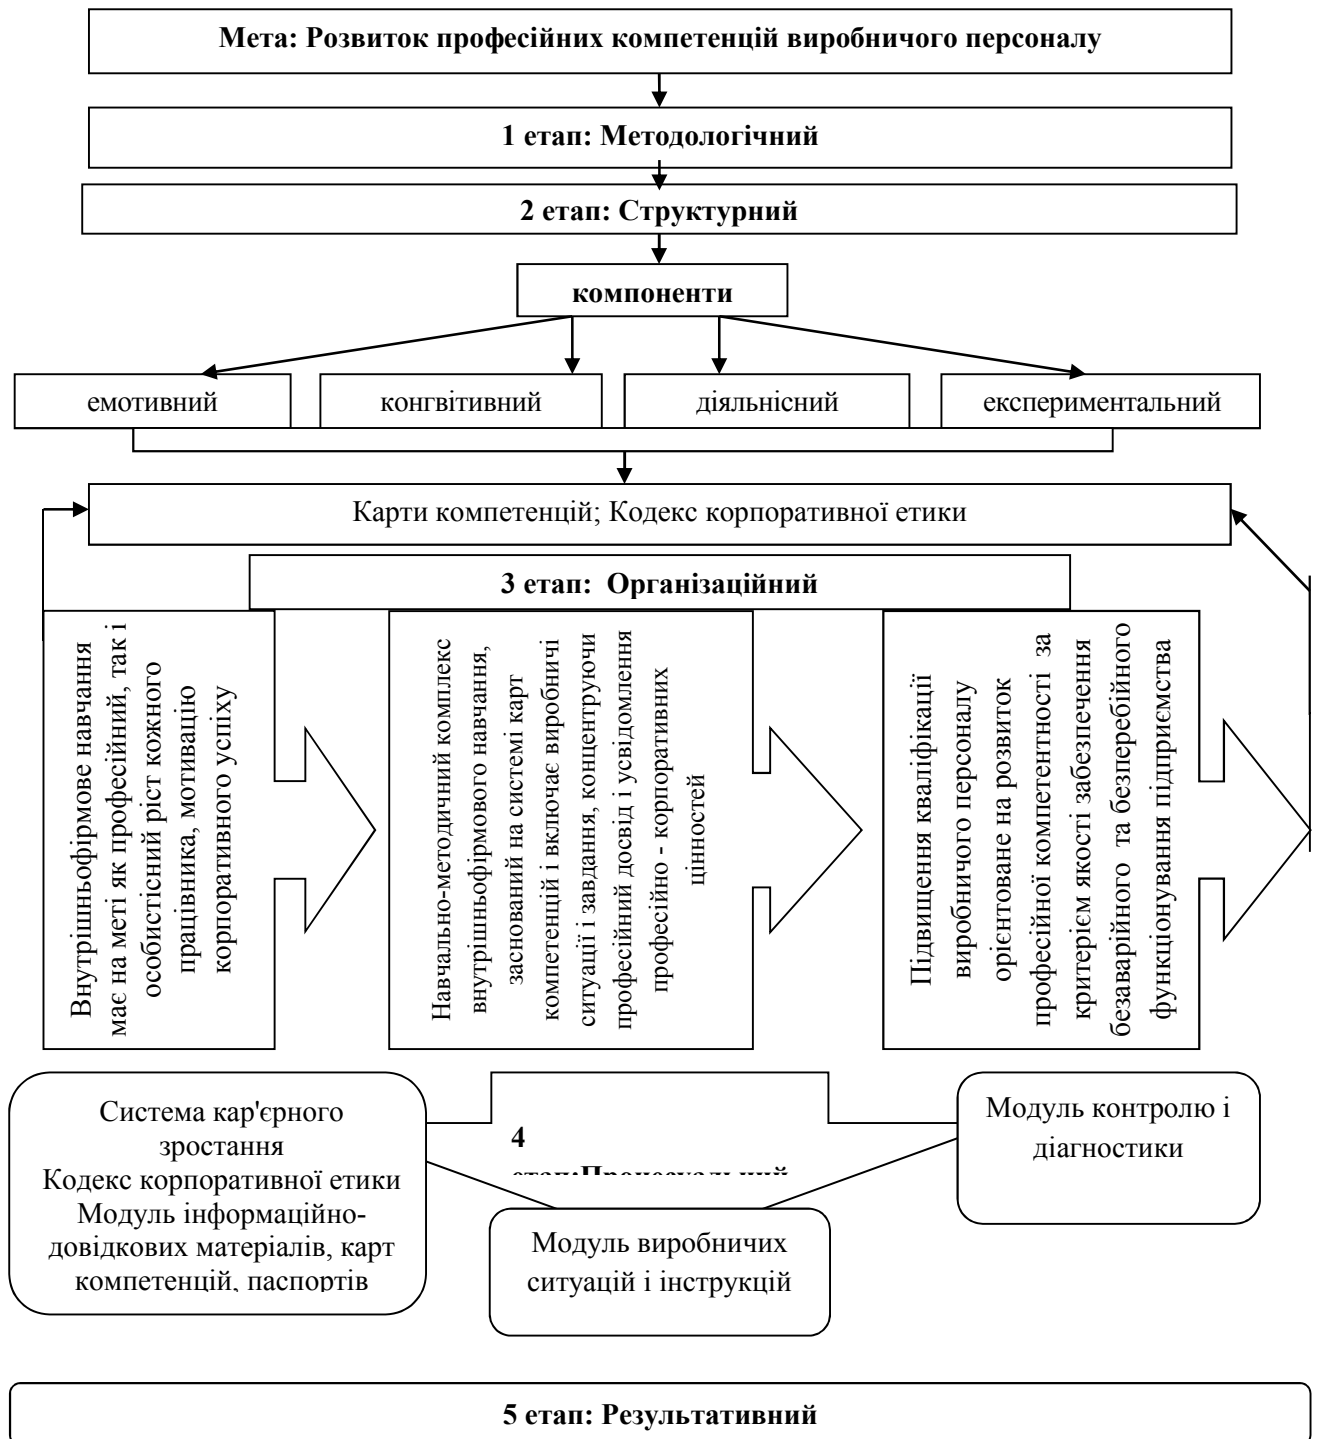 Мета: Розвиток професійних компетенцій виробничого персоналу
1 етап: Методологічний
2 етап: Структурний
компоненти
емотивний
конгвітивний
діяльнісний
експериментальний
Карти компетенцій; Кодекс корпоративної етики
3 етап: Організаційний
Внутрішньофірмове навчання
має на меті як професійний, так і
особистісний ріст кожного
працівника, мотивацію
корпоративного успіху
Навчально-методичний комплекс
внутрішньофірмового навчання,
заснований на системі карт
компетенцій і включає виробничі
ситуації і завдання, концентруючи
професійний досвід і усвідомлення
професійно - корпоративних
цінностей
Підвищення кваліфікації
виробничого персоналу
орієнтоване на розвиток
професійної компетентності за
критерієм якості забезпечення
безаварійного та безперебійного
функціонування підприємства
Система кар'єрного
зростання
Кодекс корпоративної етики
Модуль інформаційно-
довідкових матеріалів, карт
компетенцій, паспортів
4
етап:Процесуальний
Модуль виробничих
ситуацій і інструкцій
Модуль контролю і
діагностики
5 етап: Результативний